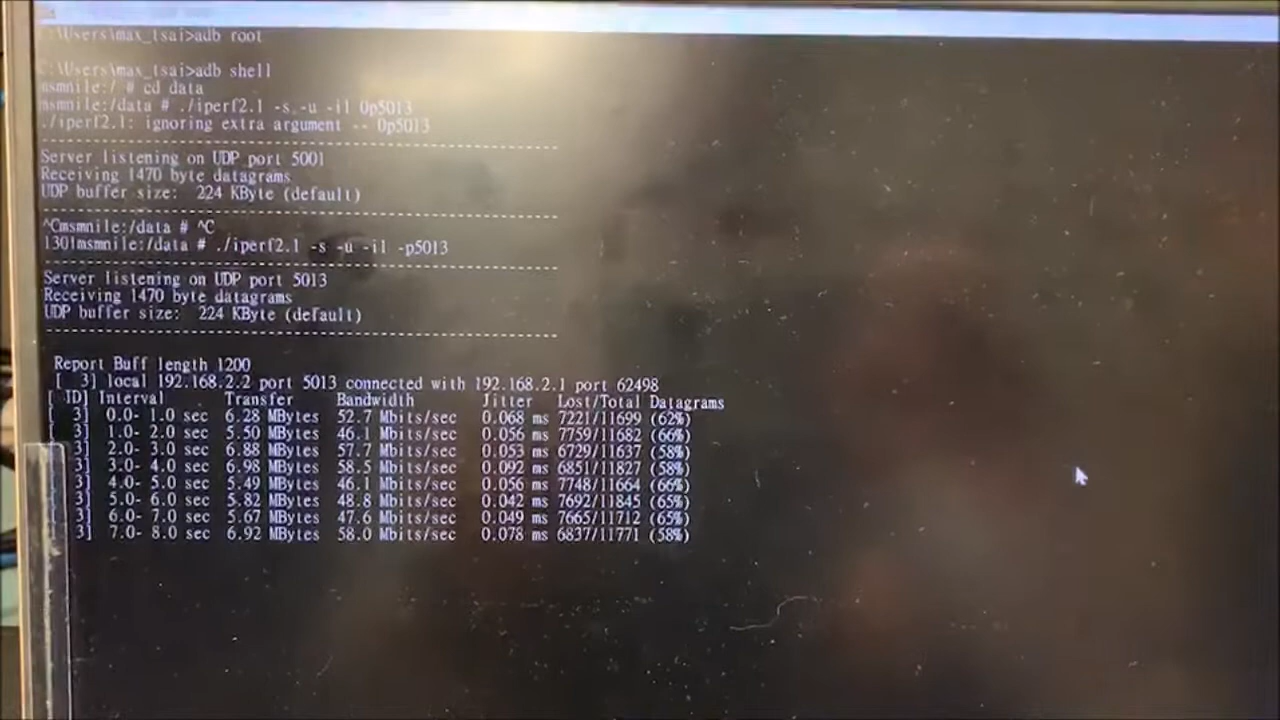 C:\Users\max_tsai>adb root
C:\Users\max_tsai>adb shell
msmnile:/ # cd data
msmnile:/data # ./iperf2.1 -s -u -i1 0p5013
./iperf2.1: ignoring extra argument -- 0p5013
------------------------------------------------------------
Server listening on UDP port 5001
Receiving 1470 byte datagrams
UDP buffer size:  224 KByte (default)
------------------------------------------------------------
^Cmsmnile:/data # ^C
130|msmnile:/data # ./iperf2.1 -s -u -i1 -p5013
------------------------------------------------------------
Server listening on UDP port 5013
Receiving 1470 byte datagrams
UDP buffer size:  224 KByte (default)
------------------------------------------------------------
Report Buff length 1200
[  3] local 192.168.2.2 port 5013 connected with 192.168.2.1 port 62498
[ ID] Interval       Transfer     Bandwidth        Jitter   Lost/Total Datagrams
[  3]  0.0- 1.0 sec  6.28 MBytes  52.7 Mbits/sec   0.068 ms 7221/11699 (62%)
[  3]  1.0- 2.0 sec  5.50 MBytes  46.1 Mbits/sec   0.056 ms 7759/11682 (66%)
[  3]  2.0- 3.0 sec  6.88 MBytes  57.7 Mbits/sec   0.053 ms 6729/11637 (58%)
[  3]  3.0- 4.0 sec  6.98 MBytes  58.5 Mbits/sec   0.092 ms 6851/11827 (58%)
[  3]  4.0- 5.0 sec  5.49 MBytes  46.1 Mbits/sec   0.056 ms 7748/11664 (66%)
[  3]  5.0- 6.0 sec  5.82 MBytes  48.8 Mbits/sec   0.042 ms 7692/11845 (65%)
[  3]  6.0- 7.0 sec  5.67 MBytes  47.6 Mbits/sec   0.049 ms 7665/11712 (65%)
[  3]  7.0- 8.0 sec  6.92 MBytes  58.0 Mbits/sec   0.078 ms 6837/11771 (58%)